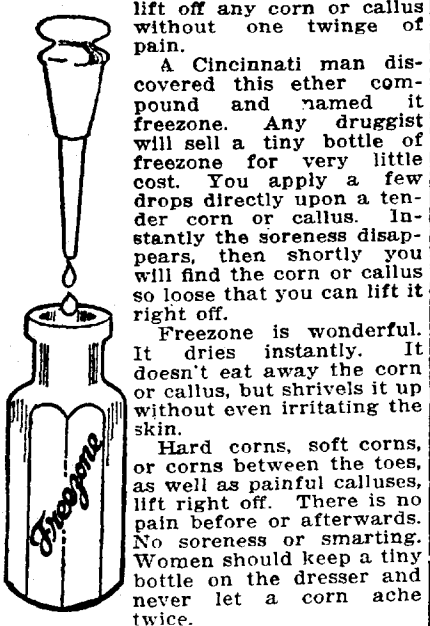 lift off any corn or callus
without one twinge of
pain.
A Cincinnati man dis-
covered this ether com-
pound and named it
freezone. Any druggist
will sell a tiny bottle of
freezone for very little
cost. You apply a few
drops directly upon a ten-
der corn or callus. In-
stantly the soreness disap-
pears, then shortly you
will find the corn or callus
so loose that you can lift it
right off.
Freezone is wonderful.
It dries instantly. It
doesn't eat away the corn
or callus, but shrivels it up
without even irritating the
skin.
Hard corns, soft corns,
or corns between the toes,
as well as painful calluses,
lift right off. There is no
pain before or afterwards.
No soreness or smarting.
Women should keep a tiny
bottle on the dresser and
never let a corn ache
twice.
Freezone